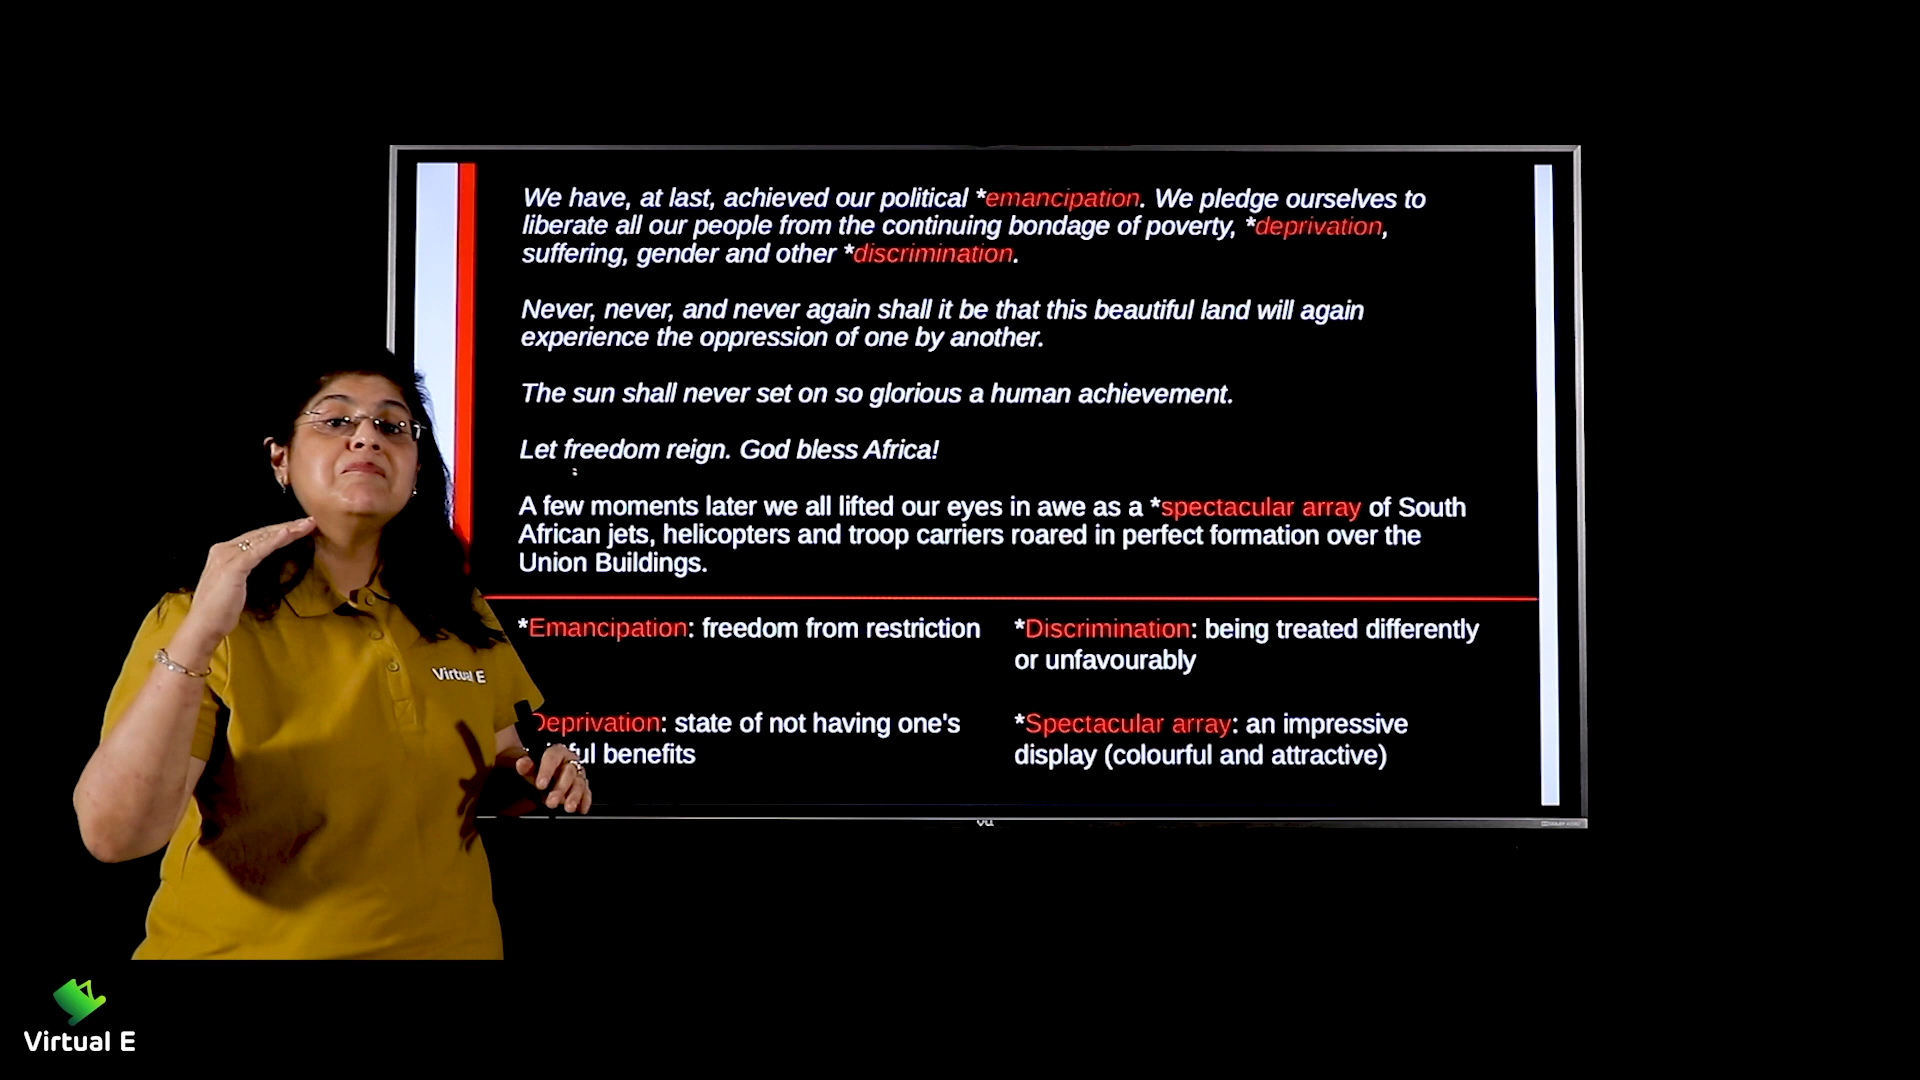 We have, at last, achieved our political *emancipation. We pledge ourselves to
liberate all our people from the continuing bondage of poverty, *deprivation,
suffering, gender and other *discrimination.
Never, never, and never again shall it be that this beautiful land will again
experience the oppression of one by another.
The sun shall never set on so glorious a human achievement.
Let freedom reign. God bless Africa!
A few moments later we all lifted our eyes in awe as a *spectacular array of South
African jets, helicopters and troop carriers roared in perfect formation over the
Union Buildings.
*Emancipation: freedom from restriction
*Discrimination: being treated differently
or unfavourably
Deprivation: state of not having one's
benefits
*Spectacular array: an impressive
display (colourful and attractive)
Virtual E
Virtual E